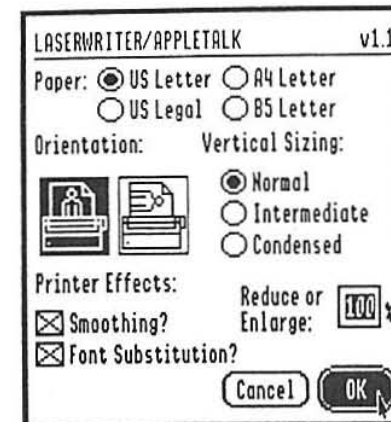 LASERWRITER/APPLETALK v1.1
Paper: US Letter A4 Letter
US Legal B5 Letter
Orientation: Vertical Sizing:
Normal
Intermediate
Condensed
Printer Effects:
Reduce or
Enlarge: 100 %
Smoothing?
Font Substitution?
Cancel OK